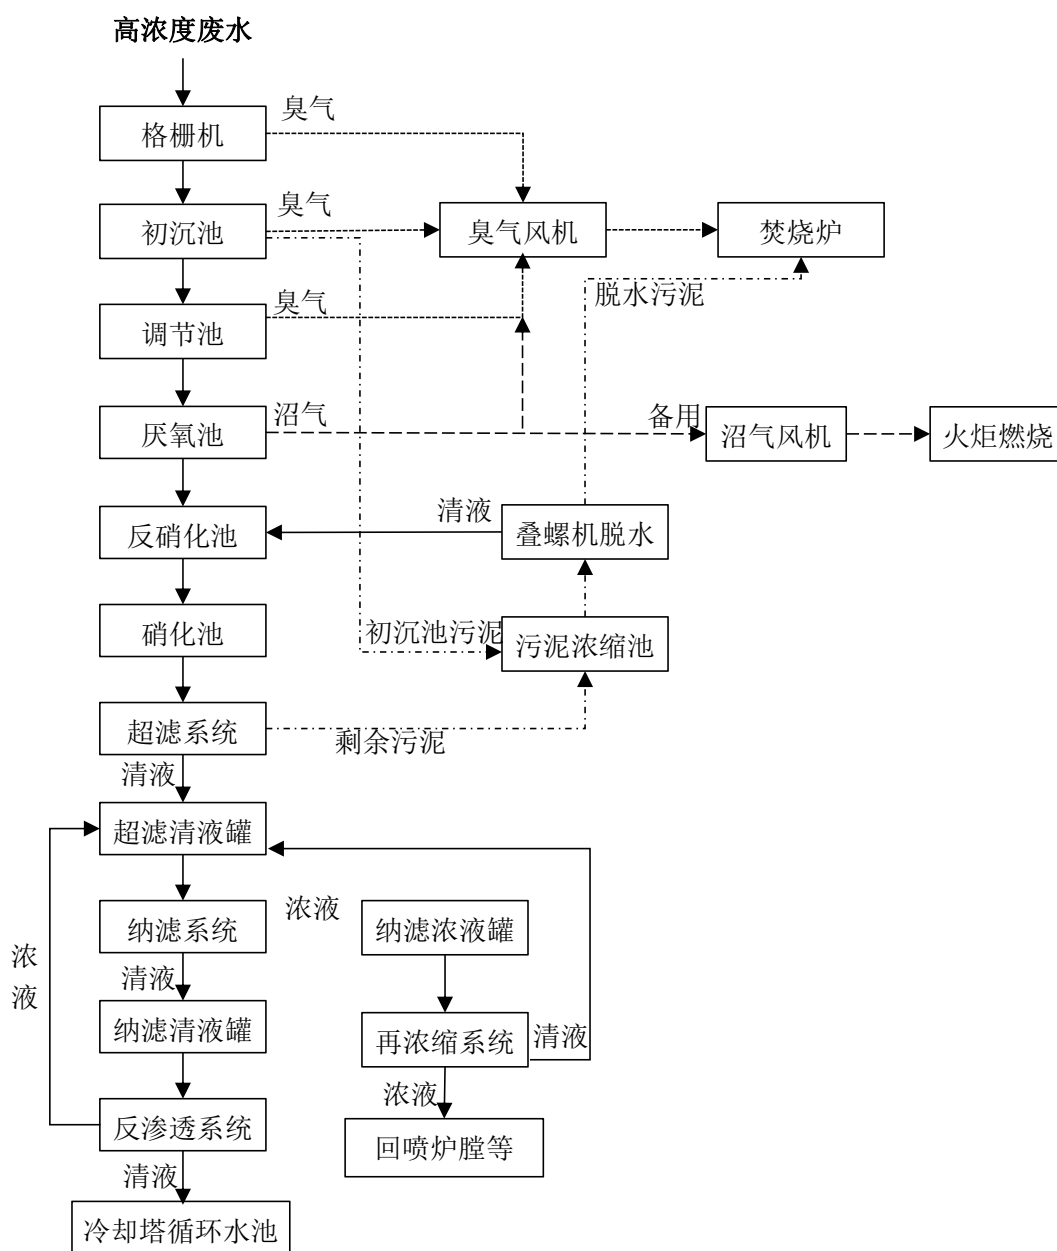 高浓度废水
臭气
格栅机
臭气
初沉池
臭气风机
焚烧炉
脱水污泥
臭气
调节池
沼气
备用
厌氧池
沼气风机
火炬燃烧
清液
反硝化池
叠螺机脱水
硝化池
初沉池污泥
污泥浓缩池
超滤系统
剩余污泥
清液
超滤清液罐
浓液
纳滤系统
纳滤浓液罐
浓
液
清液
纳滤清液罐
再浓缩系统
清液
浓液
反渗透系统
回喷炉膛等
清液
冷却塔循环水池